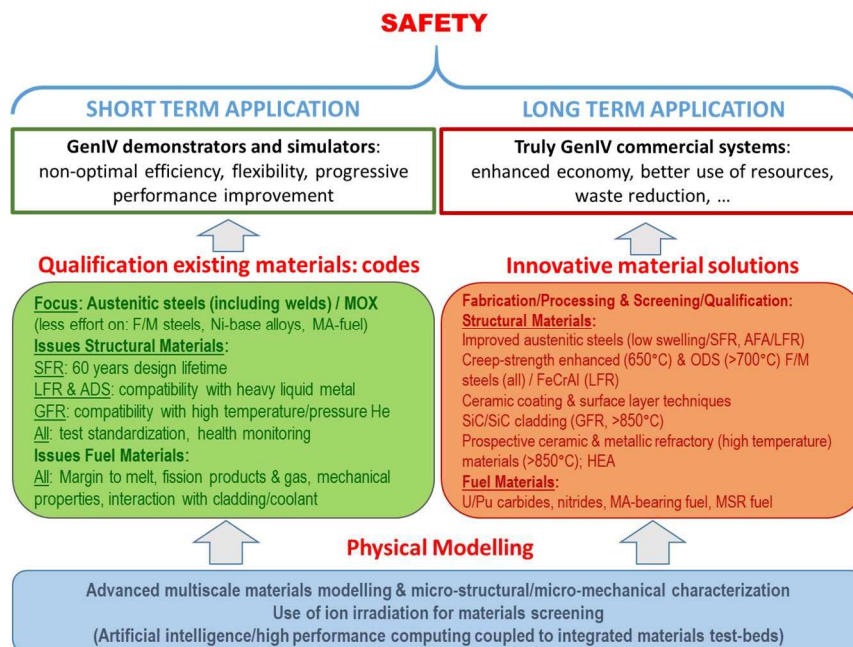 SAFETY
SHORT TERM APPLICATION
GenIV demonstrators and simulators:
non-optimal efficiency, flexibility, progressive
performance improvement
Qualification existing materials: codes
Focus: Austenitic steels (including welds) / MOX
(less effort on: F/M steels, Ni-base alloys, MA-fuel)
Issues Structural Materials:
SFR: 60 years design lifetime
LFR & ADS: compatibility with heavy liquid metal
GFR: compatibility with high temperature/pressure He
All: test standardization, health monitoring
Issues Fuel Materials:
All: Margin to melt, fission products & gas, mechanical
properties, interaction with cladding/coolant
LONG TERM APPLICATION
Truly GenIV commercial systems:
enhanced economy, better use of resources,
waste reduction, …
Innovative material solutions
Fabrication/Processing & Screening/Qualification:
Structural Materials:
Improved austenitic steels (low swelling/SFR, AFA/LFR)
Creep-strength enhanced (650°C) & ODS (>700°C) F/M
steels (all) / FeCrAl (LFR)
Ceramic coating & surface layer techniques
SiC/SiC cladding (GFR, >850°C)
Prospective ceramic & metallic refractory (high temperature)
materials (>850°C); HEA
Fuel Materials:
U/Pu carbides, nitrides, MA-bearing fuel, MSR fuel
Physical Modelling
Advanced multiscale materials modelling & micro-structural/micro-mechanical characterization
Use of ion irradiation for materials screening
(Artificial intelligence/high performance computing coupled to integrated materials test-beds)